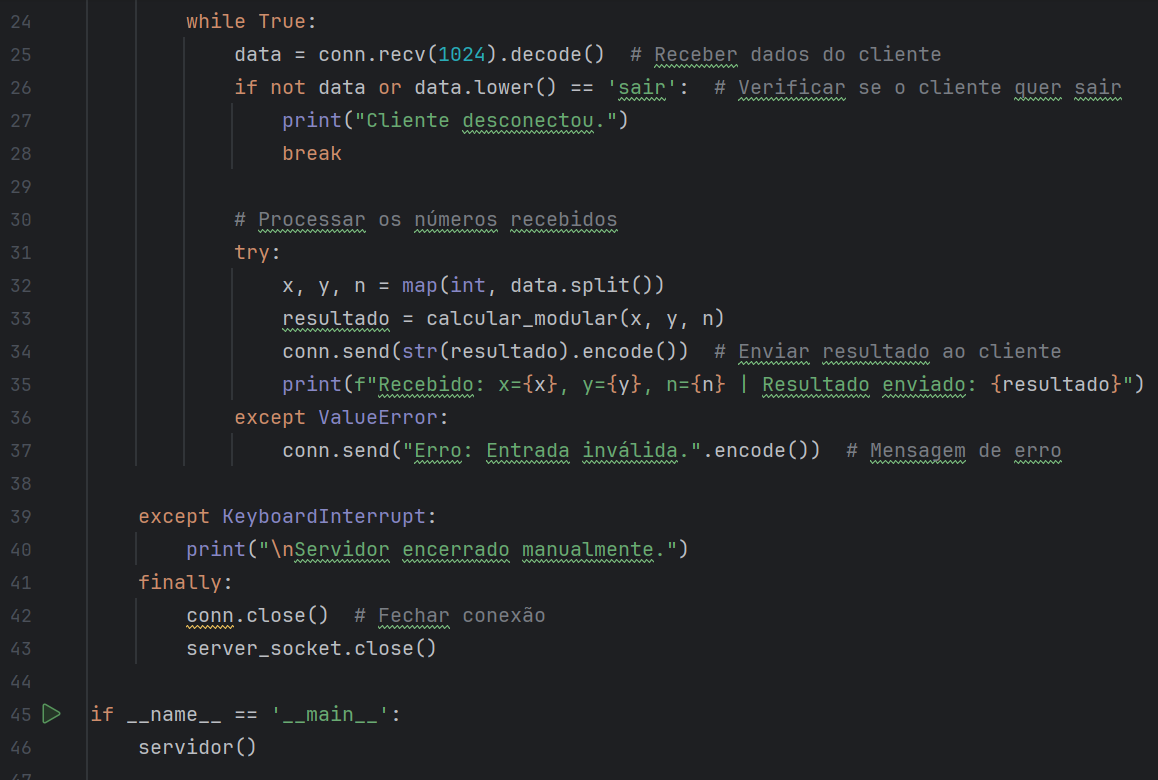 24 while True:
25 data = conn.recv(1024).decode()  # Receber dados do cliente
26 if not data or data.lower() == 'sair':  # Verificar se o cliente quer sair
27 print("Cliente desconectou.")
28 break
29
30 # Processar os números recebidos
31 try:
32 x, y, n = map(int, data.split())
33 resultado = calcular_modular(x, y, n)
34 conn.send(str(resultado).encode())  # Enviar resultado ao cliente
35 print(f"Recebido: x={x}, y={y}, n={n} | Resultado enviado: {resultado}")
36 except ValueError:
37 conn.send("Erro: Entrada inválida.".encode())  # Mensagem de erro
38
39 except KeyboardInterrupt:
40 print("\nServidor encerrado manualmente.")
41 finally:
42 conn.close()  # Fechar conexão
43 server_socket.close()
44
45 if __name__ == '__main__':
46 servidor()
47